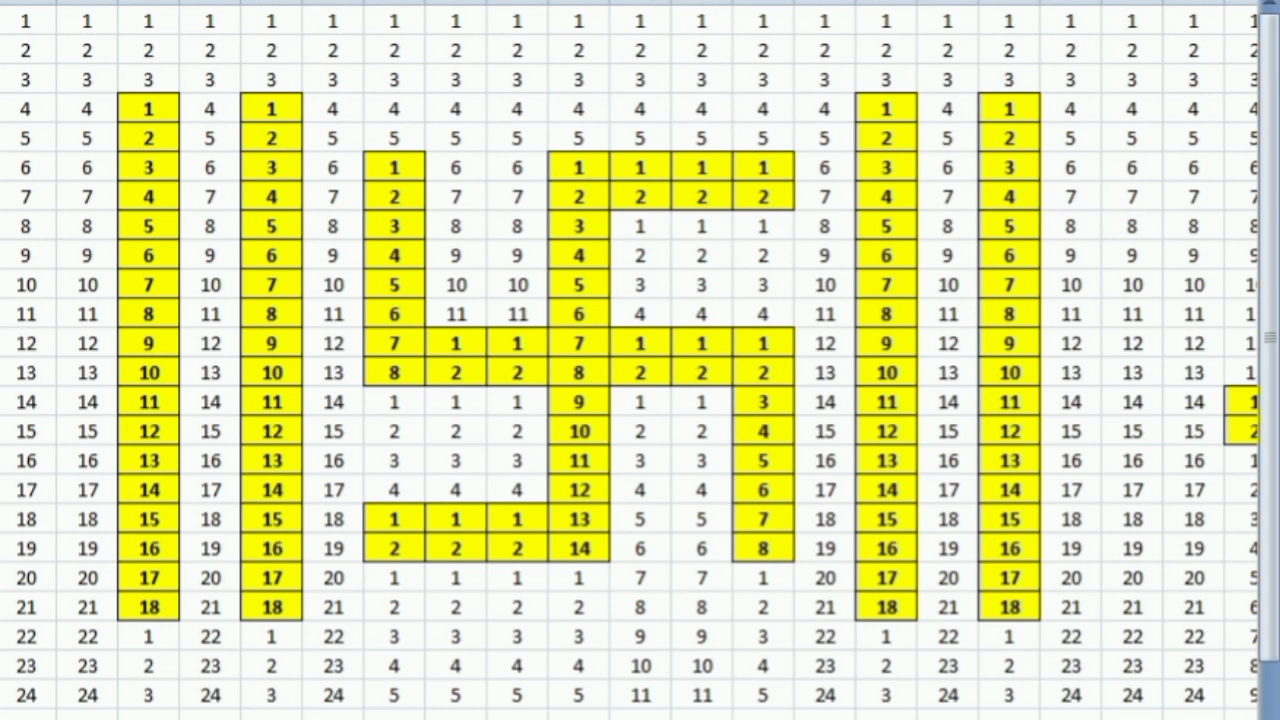 1 1 1 1 1 1 1 1 1 1 1 1 1 1 1 1 1 1 1 1
2 2 2 2 2 2 2 2 2 2 2 2 2 2 2 2 2 2 2 2
3 3 3 3 3 3 3 3 3 3 3 3 3 3 3 3 3 3 3 3
4 4 1 4 1 4 4 4 4 4 4 4 4 4 1 4 1 4 4 4
5 5 2 5 2 5 5 5 5 5 5 5 5 5 2 5 2 5 5 5
6 6 3 6 3 6 1 6 6 1 1 1 1 6 3 6 3 6 6 6
7 7 4 7 4 7 2 7 7 2 2 2 2 7 4 7 4 7 7 7
8 8 5 8 5 8 3 8 8 3 1 1 1 8 5 8 5 8 8 8
9 9 6 9 6 9 4 9 9 4 2 2 2 9 6 9 6 9 9 9
10 10 7 10 7 10 5 10 10 5 3 3 3 10 7 10 7 10 10 10
11 11 8 11 8 11 6 11 11 6 4 4 4 11 8 11 8 11 11 11
12 12 9 12 9 12 7 1 1 7 1 1 1 12 9 12 9 12 12 12
13 13 10 13 10 13 8 2 2 8 2 2 2 13 10 13 10 13 13 13
14 14 11 14 11 14 1 1 1 9 1 1 3 14 11 14 11 14 14 14
15 15 12 15 12 15 2 2 2 10 2 2 4 15 12 15 12 15 15 15
16 16 13 16 13 16 3 3 3 11 3 3 5 16 13 16 13 16 16 16
17 17 14 17 14 17 4 4 4 12 4 4 6 17 14 17 14 17 17 17
18 18 15 18 15 18 1 1 1 13 5 5 7 18 15 18 15 18 18 18
19 19 16 19 16 19 2 2 2 14 6 6 8 19 16 19 16 19 19 19
20 20 17 20 17 20 1 1 1 1 7 7 1 20 17 20 17 20 20 20
21 21 18 21 18 21 2 2 2 2 8 8 2 21 18 21 18 21 21 21
22 22 1 22 1 22 3 3 3 3 9 9 3 22 1 22 1 22 22 22
23 23 2 23 2 23 4 4 4 4 10 10 4 23 2 23 2 23 23 23
24 24 3 24 3 24 5 5 5 5 11 11 5 24 3 24 3 24 24 24